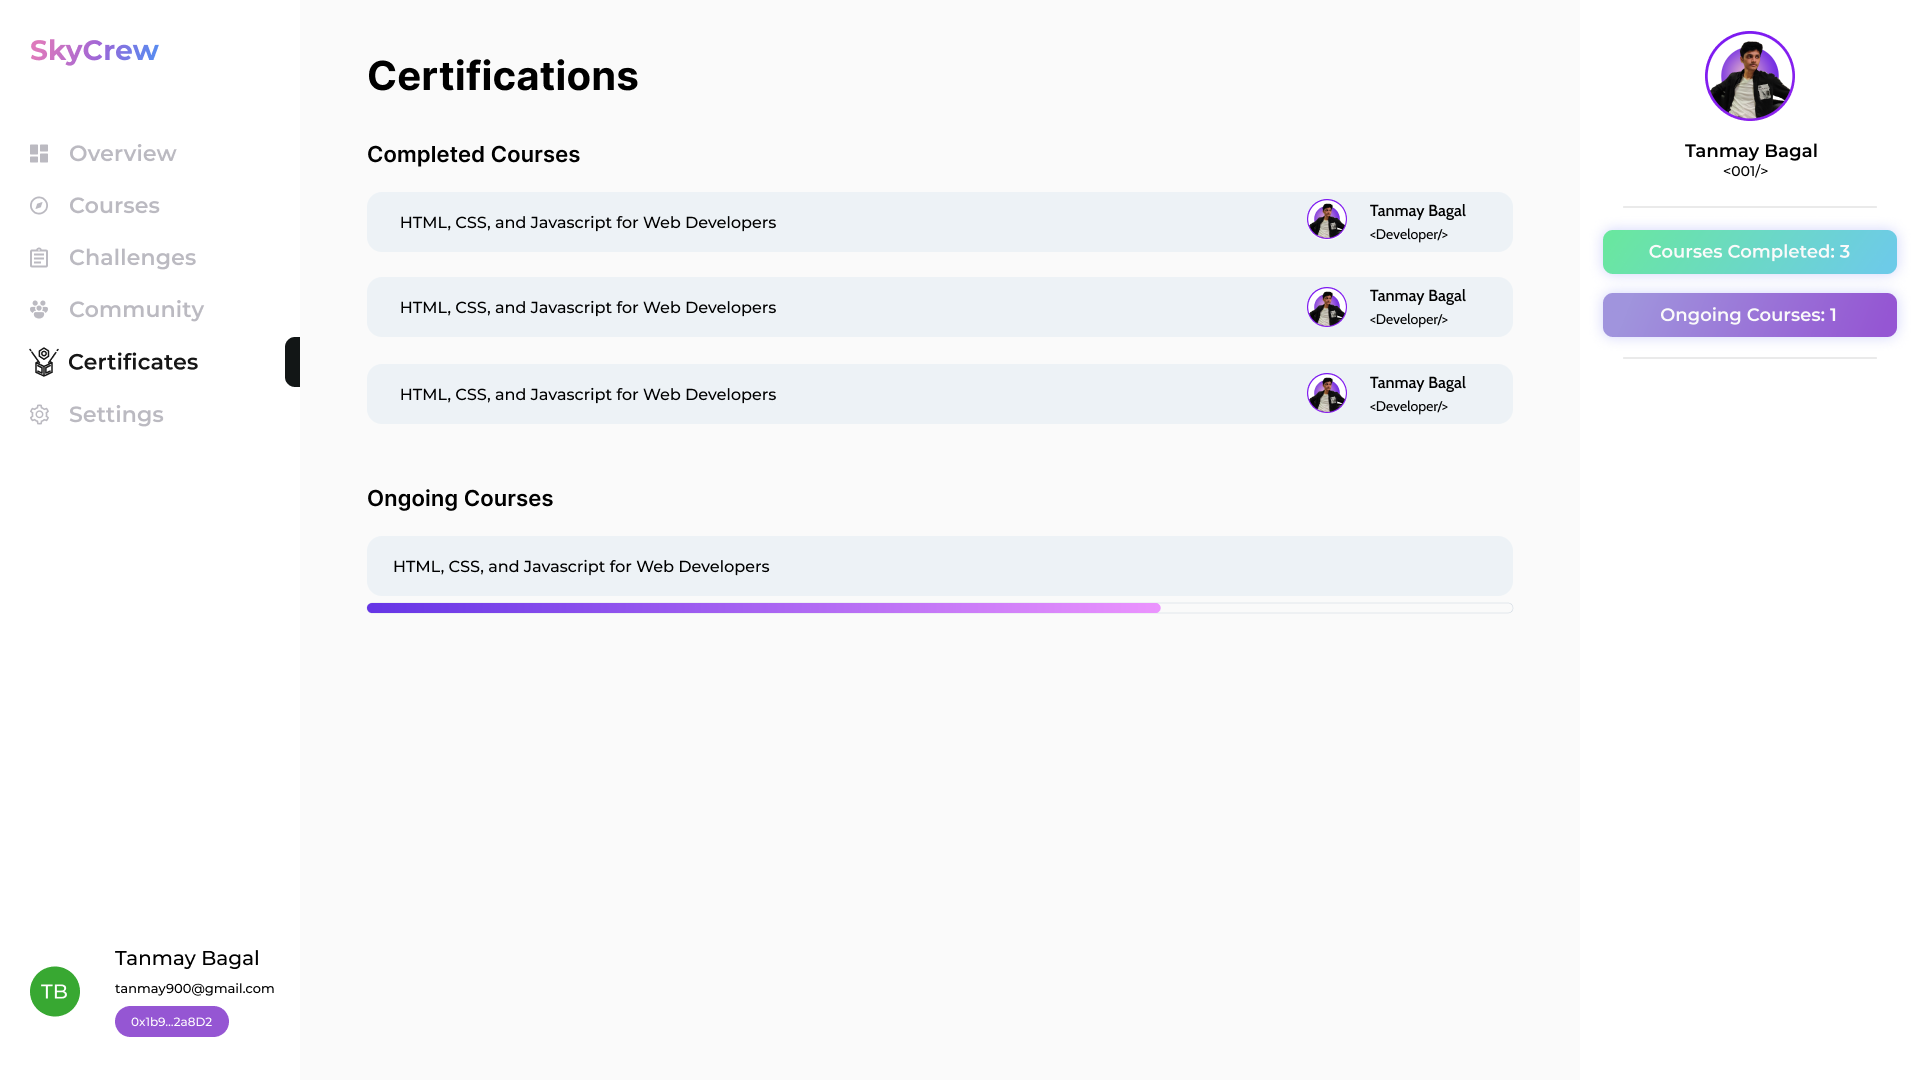 SkyCrew
Overview
Courses
Challenges
Community
Certificates
Settings
Tanmay Bagal
tanmay900@gmail.com
TB
0x1b9...2a8D2
Certifications
Completed Courses
HTML, CSS, and Javascript for Web Developers
Tanmay Bagal
<Developer/>
HTML, CSS, and Javascript for Web Developers
Tanmay Bagal
<Developer/>
HTML, CSS, and Javascript for Web Developers
Tanmay Bagal
<Developer/>
Ongoing Courses
HTML, CSS, and Javascript for Web Developers
Tanmay Bagal
<001/>
Courses Completed: 3
Ongoing Courses: 1